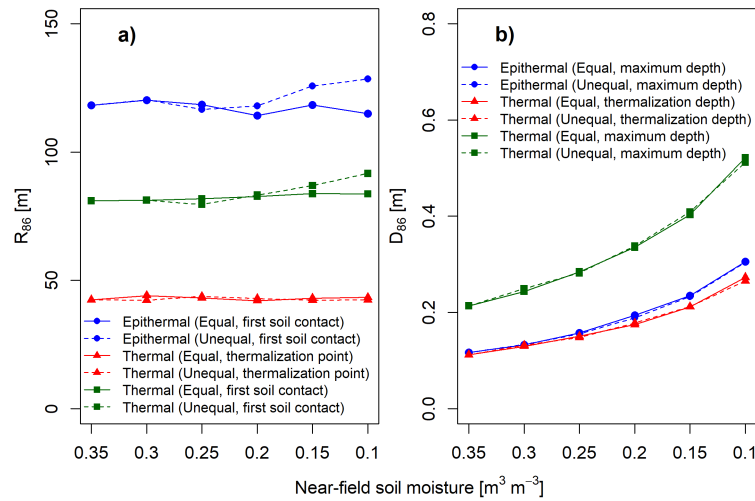 a)
150
100
50
0
R86 [m]
Epithermal (Equal, first soil contact)
Epithermal (Unequal, first soil contact)
Thermal (Equal, thermalization point)
Thermal (Unequal, thermalization point)
Thermal (Equal, first soil contact)
Thermal (Unequal, first soil contact)
0.35 0.3 0.25 0.2 0.15 0.1
b)
0.8
0.6
0.4
0.2
0.0
D86 [m]
Epithermal (Equal, maximum depth)
Epithermal (Unequal, maximum depth)
Thermal (Equal, thermalization depth)
Thermal (Unequal, thermalization depth)
Thermal (Equal, maximum depth)
Thermal (Unequal, maximum depth)
0.35 0.3 0.25 0.2 0.15 0.1
Near-field soil moisture [m³ m⁻³]